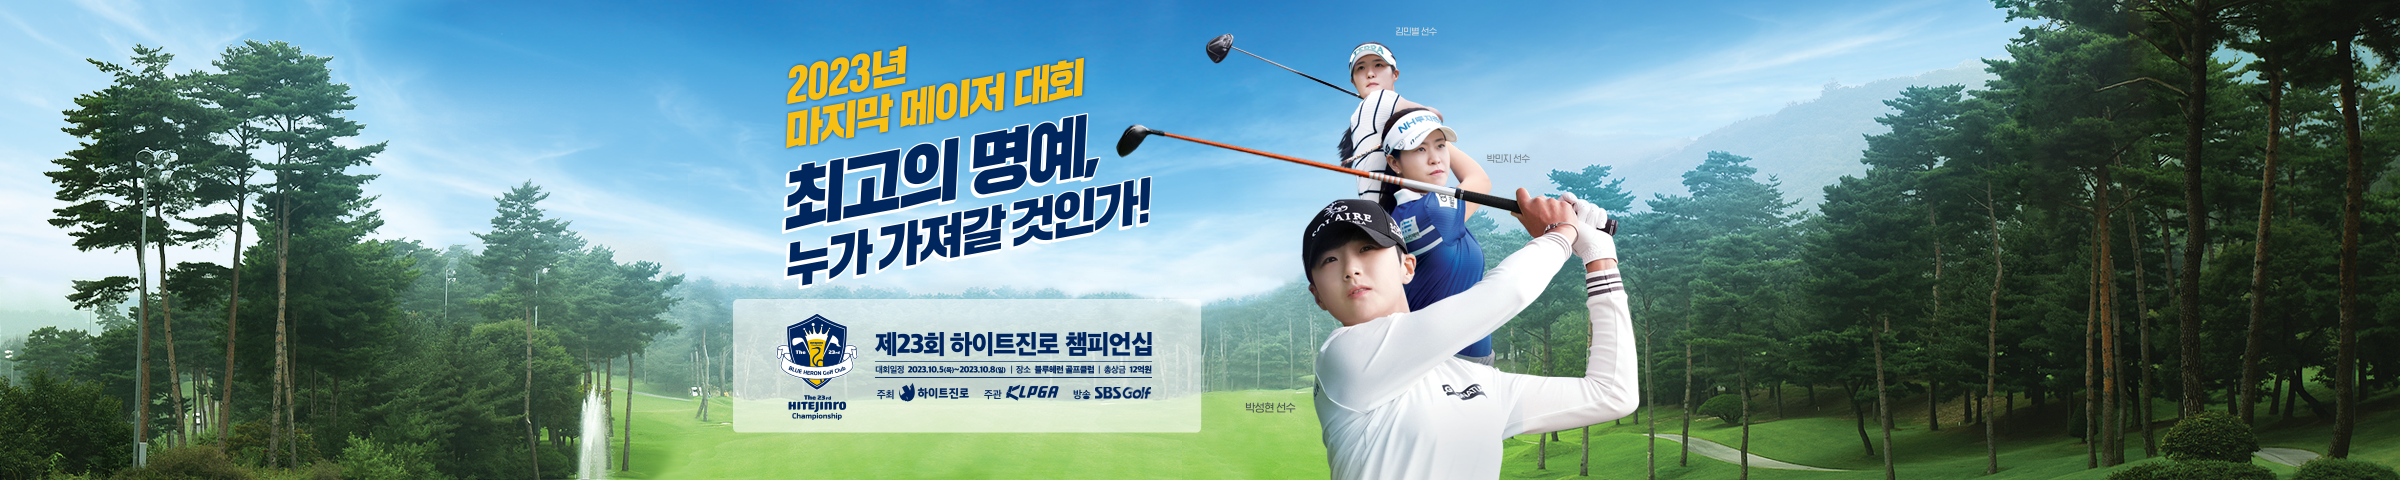 2023년
마지막 메이저 대회
최고의 명예,
누가 가져갈 것인가!
The 23rd
BLUE HERON Golf Club
The 23rd
HITEJINRO
Championship
제23회 하이트진로 챔피언십
대회일정 2023.10.5(목)~2023.10.8(일) | 장소 블루헤런 골프클럽 | 총상금 12억원
주최 하이트진로 주관 KLPGA 방송 SBS Golf
김민별 선수
박민지 선수
박성현 선수